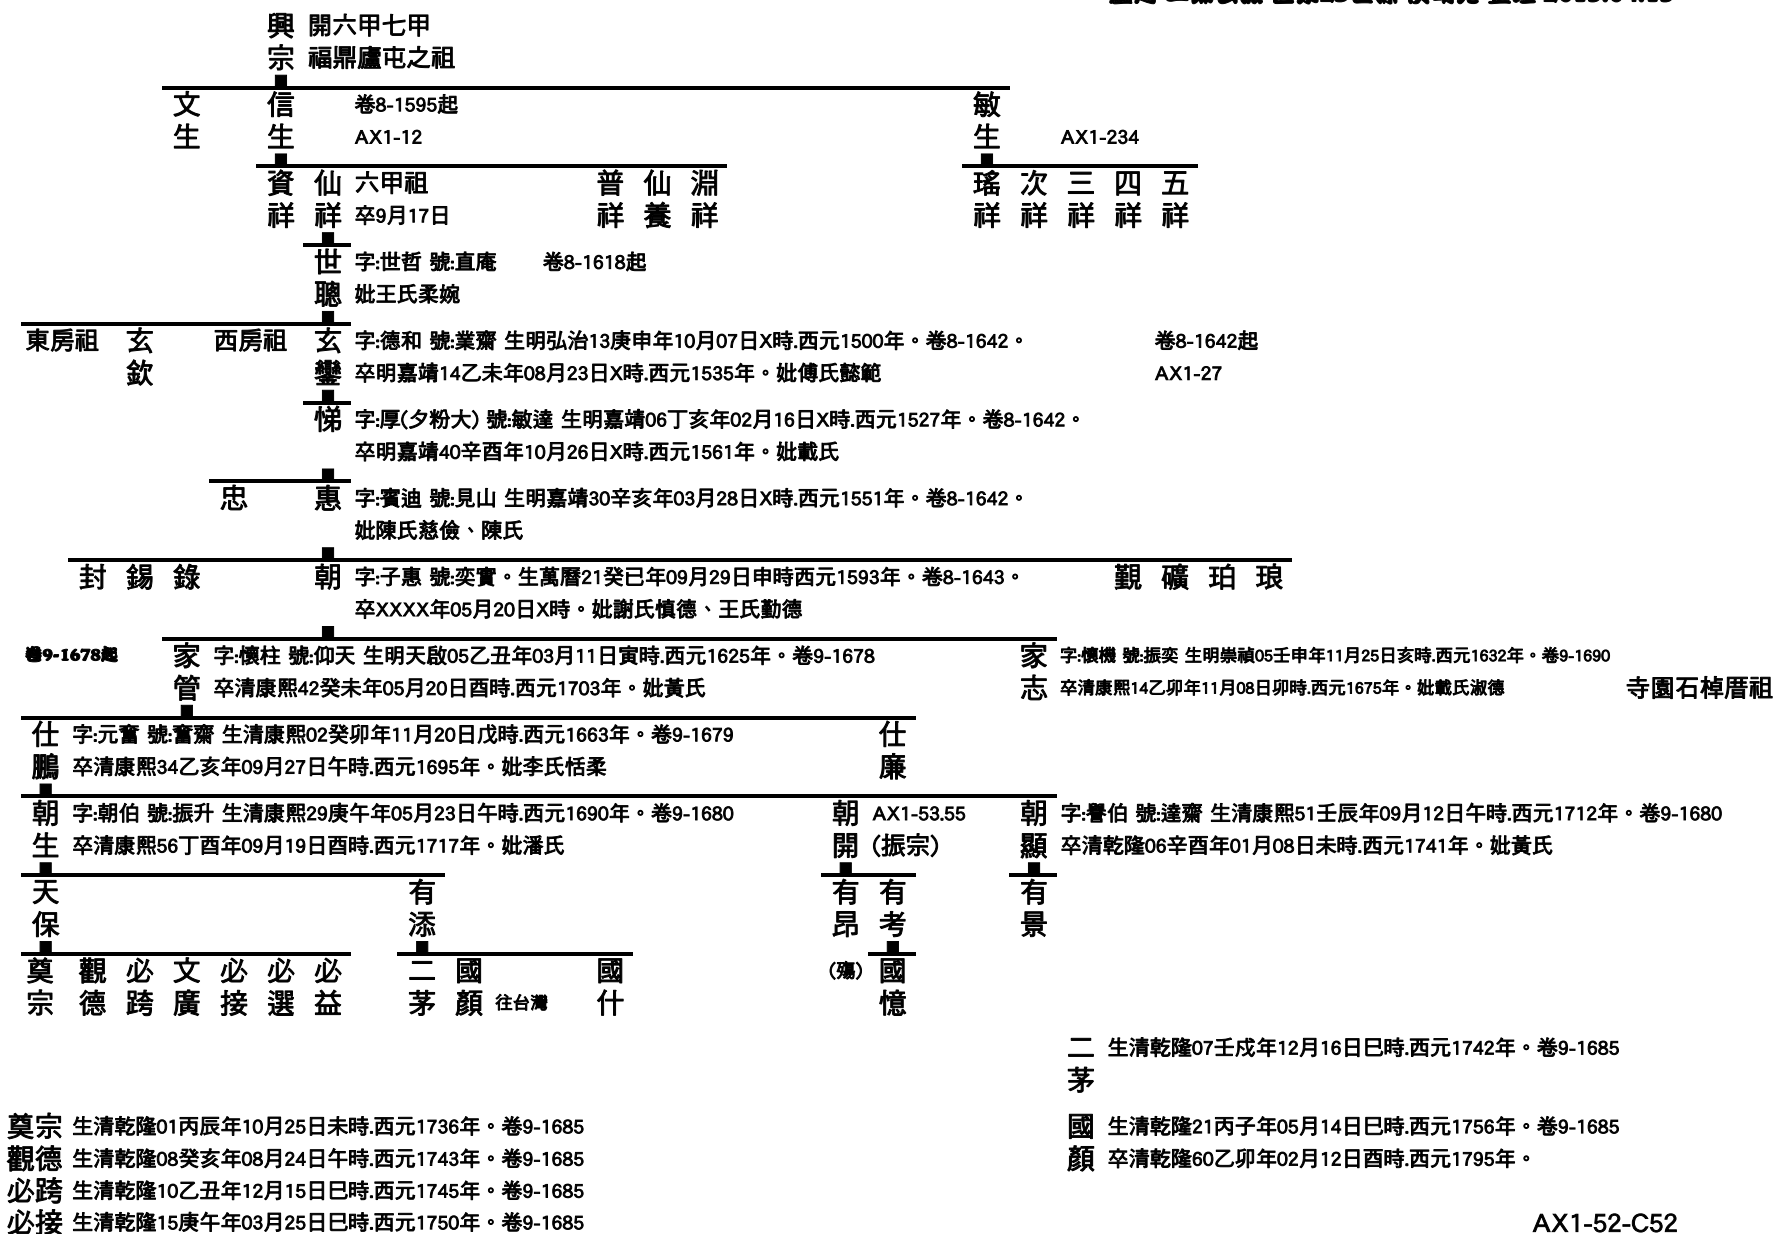 興宗 開六甲七甲
福鼎廬屯之祖
文生 信生 卷8-1595起 敏生
AX1-12 AX1-234
資祥 仙祥 六甲祖 普祥 仙養 淵祥 瑤祥 次祥 三祥 四祥 五祥
卒9月17日
世聰 字:世哲 號:直庵 卷8-1618起
妣王氏柔婉
東房祖 玄欽 西房祖 玄鑾 字:德和 號:業齋 生明弘治13庚申年10月07日X時.西元1500年。卷8-1642。 卷8-1642起
卒明嘉靖14乙未年08月23日X時.西元1535年。妣傅氏懿範 AX1-27
悌 字:厚(夕粉大) 號:敏達 生明嘉靖06丁亥年02月16日X時.西元1527年。卷8-1642。
卒明嘉靖40辛酉年10月26日X時.西元1561年。妣載氏
忠 惠 字:賓迪 號:見山 生明嘉靖30辛亥年03月28日X時.西元1551年。卷8-1642。
妣陳氏慈儉、陳氏
封 錫 錄 朝 字:子惠 號:奕實。生萬曆21癸巳年09月29日申時西元1593年。卷8-1643。 觀 礦 珀 琅
卒XXXX年05月20日X時。妣謝氏慎德、王氏勤德
卷9-1678起 家管 字:懷柱 號:仰天 生明天啟05乙丑年03月11日寅時.西元1625年。卷9-1678 家志 字:懷機 號:振奕 生明崇禎05壬申年11月25日亥時.西元1632年。卷9-1690
卒清康熙42癸未年05月20日酉時.西元1703年。妣黃氏 卒清康熙14乙卯年11月08日卯時.西元1675年。妣載氏淑德 寺園石棹厝祖
仕鵬 字:元奮 號:奮齋 生清康熙02癸卯年11月20日戊時.西元1663年。卷9-1679 仕廉
卒清康熙34乙亥年09月27日午時.西元1695年。妣李氏恬柔
朝生 字:朝伯 號:振升 生清康熙29庚午年05月23日午時.西元1690年。卷9-1680 朝開 AX1-53.55 朝顯 字:譽伯 號:達齋 生清康熙51壬辰年09月12日午時.西元1712年。卷9-1680
卒清康熙56丁酉年09月19日酉時.西元1717年。妣潘氏 (振宗) 卒清乾隆06辛酉年01月08日未時.西元1741年。妣黃氏
天保 有添 有昂 有考 有景
奠宗 觀德 必跨 文廣 必接 必選 必益 二茅 國顏 往台灣 國什 (殤) 國憶
二茅 生清乾隆07壬戌年12月16日巳時.西元1742年。卷9-1685
奠宗 生清乾隆01丙辰年10月25日未時.西元1736年。卷9-1685
國顏 生清乾隆21丙子年05月14日巳時.西元1756年。卷9-1685
觀德 生清乾隆08癸亥年08月24日午時.西元1743年。卷9-1685
卒清乾隆60乙卯年02月12日酉時.西元1795年。
必跨 生清乾隆10乙丑年12月15日巳時.西元1745年。卷9-1685
必接 生清乾隆15庚午年03月25日巳時.西元1750年。卷9-1685
AX1-52-C52